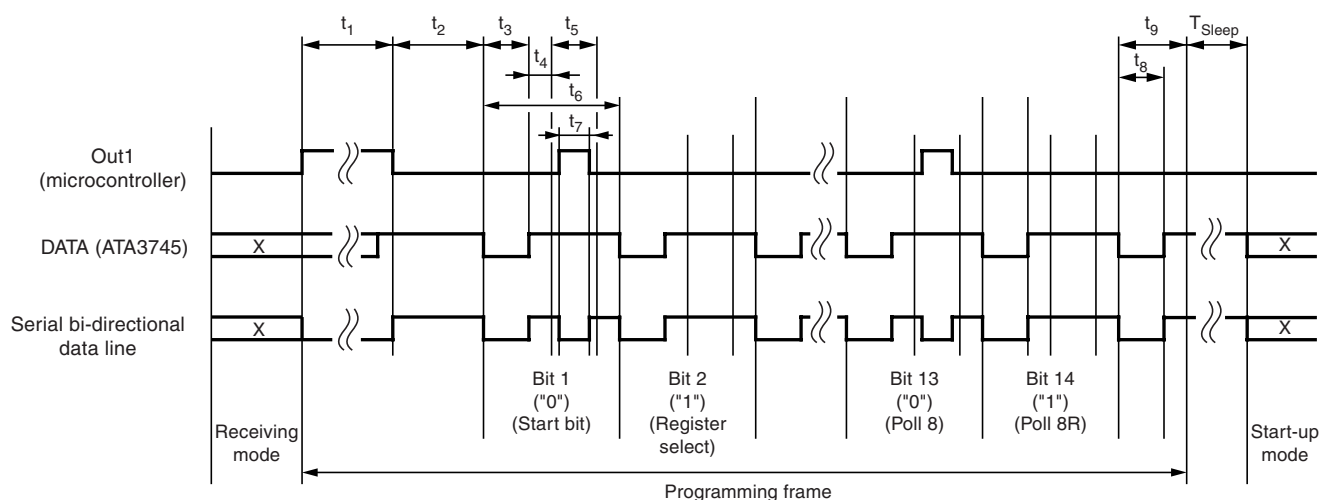 t1
t2
t3
t5
t9
TSleep
t4
t8
t6
t7
Out1
(microcontroller)
DATA (ATA3745)
X
X
Serial bi-directional
data line
X
X
Bit 1
("0")
(Start bit)
Bit 2
("1")
(Register
select)
Bit 13
("0")
(Poll 8)
Bit 14
("1")
(Poll 8R)
Receiving
mode
Start-up
mode
Programming frame